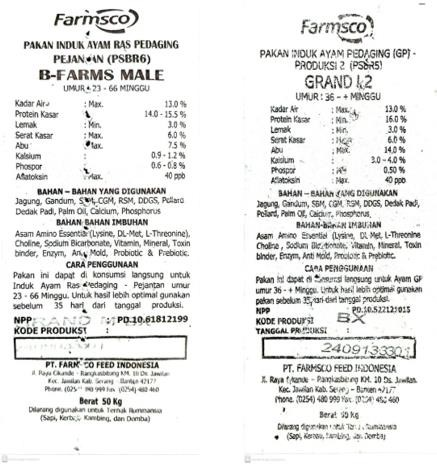 Farmsco
PAKAN INDUK AYAM RAS PEDAGING
PEJANTAN (PSBR6)
B-FARMS MALE
UMUR : 23 - 66 MINGGU
Kadar Air : Max. 13.0 %
Protein Kasar : 14.0 - 15.5 %
Lemak : Min. 3.0 %
Serat Kasar : Max. 6.0 %
Abu : Max. 7.5 %
Kalsium : 0.9 - 1.2 %
Phospor : 0.6 - 0.8 %
Aflatoksin : Max. 40 ppb
BAHAN – BAHAN YANG DIGUNAKAN
Jagung, Gandum, SBM, CGM, RSM, DDGS, Pollard
Dedak Padi, Palm Oil, Calcium, Phosphorus
BAHAN-BAHAN IMBUHAN
Asam Amino Essential (Lysine, DL-Met, L-Threonine),
Choline, Sodium Bicarbonate, Vitamin, Mineral, Toxin
binder, Enzym, Anti Mold, Probiotic & Prebiotic.
CARA PENGGUNAAN
Pakan ini dapat di konsumsi langsung untuk
Induk Ayam Ras Pedaging - Pejantan umur
23 - 66 Minggu. Untuk hasil lebih optimal gunakan
pakan sebelum 35 hari dari tanggal produksi.
NPP : PD.10.61812199
KODE PRODUKSI
PT. FARMSCO FEED INDONESIA
Jl. Raya Cikande - Rangkasbitung KM. 10 Ds. Jawilan
Kec. Jawilan Kab. Serang - Banten 42177
Phone. (0254) 480 999 Fax (0254) 480 460
Berat 50 Kg
Dilarang digunakan untuk Ternak Ruminansia
(Sapi, Kerbau, Kambing, dan Domba)
Farmsco
PAKAN INDUK AYAM PEDAGING (GP) -
PRODUKSI 2 (PSBR5)
GRAND L2
UMUR : 36 - + MINGGU
Kadar Air : Max. 13.0 %
Protein Kasar : Min. 16.0 %
Lemak : Min. 3.0 %
Serat Kasar : Max. 6.0 %
Abu : Max. 14.0 %
Kalsium : 3.0 - 4.0 %
Phospor : 0.50 %
Aflatoksin : Max. 40 ppb
BAHAN – BAHAN YANG DIGUNAKAN
Jagung, Gandum, SBM, CGM, RSM, DDGS, Dedak Padi,
Pollard, Palm Oil, Calcium, Phosphorus,
BAHAN-BAHAN IMBUHAN
Asam Amino Essential (Lysine, DL-Met, L-Threonine),
Choline , Sodium Bicarbonate, Vitamin, Mineral, Toxin
binder, Enzym, Anti Mold, Probiotic & Prebiotic.
CARA PENGGUNAAN
Pakan ini dapat di konsumsi langsung untuk Ayam GP
umur 36 - + Minggu. Untuk hasil lebih optimal gunakan
pakan sebelum 35 hari dari tanggal produksi.
NPP :
KODE PRODUKSI : BX
TANGGAL PRODUKSI :
PT. FARMSCO FEED INDONESIA
Jl. Raya Cikande - Rangkasbitung KM. 10 Ds. Jawilan
Kec. Jawilan Kab. Serang - Banten 42177
Phone. (0254) 480 999 Fax (0254) 480 460
Berat 50 Kg
Dilarang digunakan untuk Ternak Ruminansia
(Sapi, Kerbau, Kambing, dan Domba)